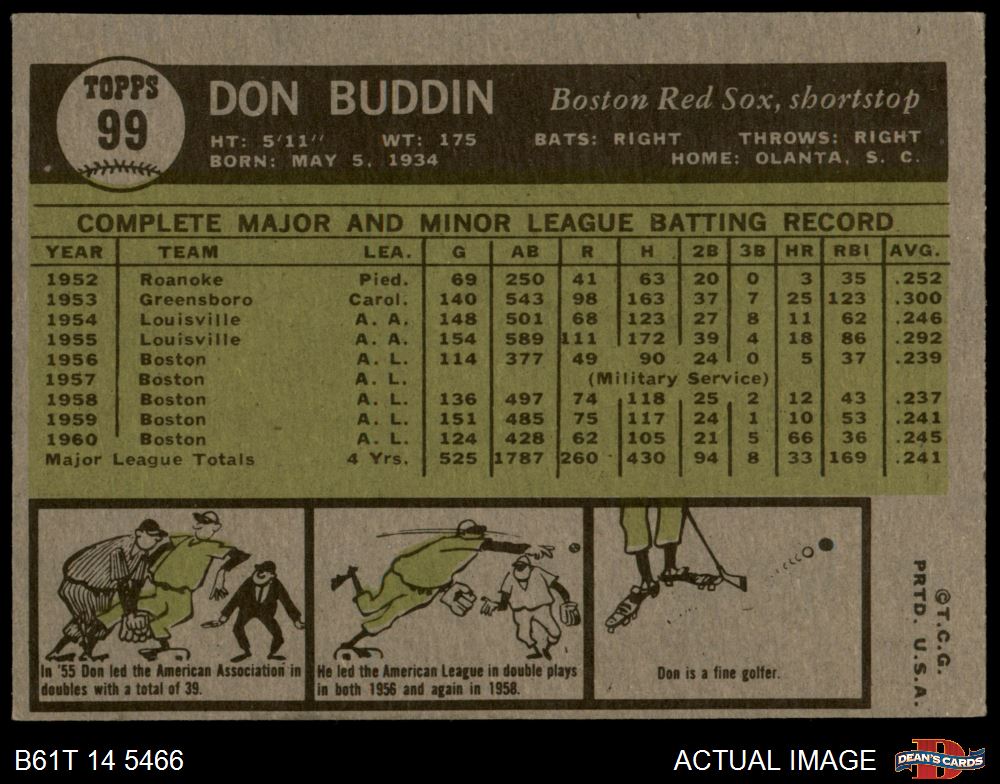 TOPPS
99
DON BUDDIN Boston Red Sox, shortstop
HT: 5'11" WT: 175 BATS: RIGHT THROWS: RIGHT
BORN: MAY 5, 1934 HOME: OLANTA, S. C.
COMPLETE MAJOR AND MINOR LEAGUE BATTING RECORD
YEAR TEAM LEA. G AB R H 2B 3B HR RBI AVG.
1952 Roanoke Pied. 69 250 41 63 20 0 3 35 .252
1953 Greensboro Carol. 140 543 98 163 37 7 25 123 .300
1954 Louisville A. A. 148 501 68 123 27 8 11 62 .246
1955 Louisville A. A. 154 589 111 172 39 4 18 86 .292
1956 Boston A. L. 114 377 49 90 24 0 5 37 .239
1957 Boston A. L. (Military Service)
1958 Boston A. L. 136 497 74 118 25 2 12 43 .237
1959 Boston A. L. 151 485 75 117 24 1 10 53 .241
1960 Boston A. L. 124 428 62 105 21 5 66 36 .245
Major League Totals 4 Yrs. 525 1787 260 430 94 8 33 169 .241
In '55 Don led the American Association in
doubles with a total of 39.
He led the American League in double plays
in both 1956 and again in 1958.
Don is a fine golfer.
©T.C.G.
PRTD. U.S.A.
B61T 14 5466 ACTUAL IMAGE
D
DEAN'S CARDS